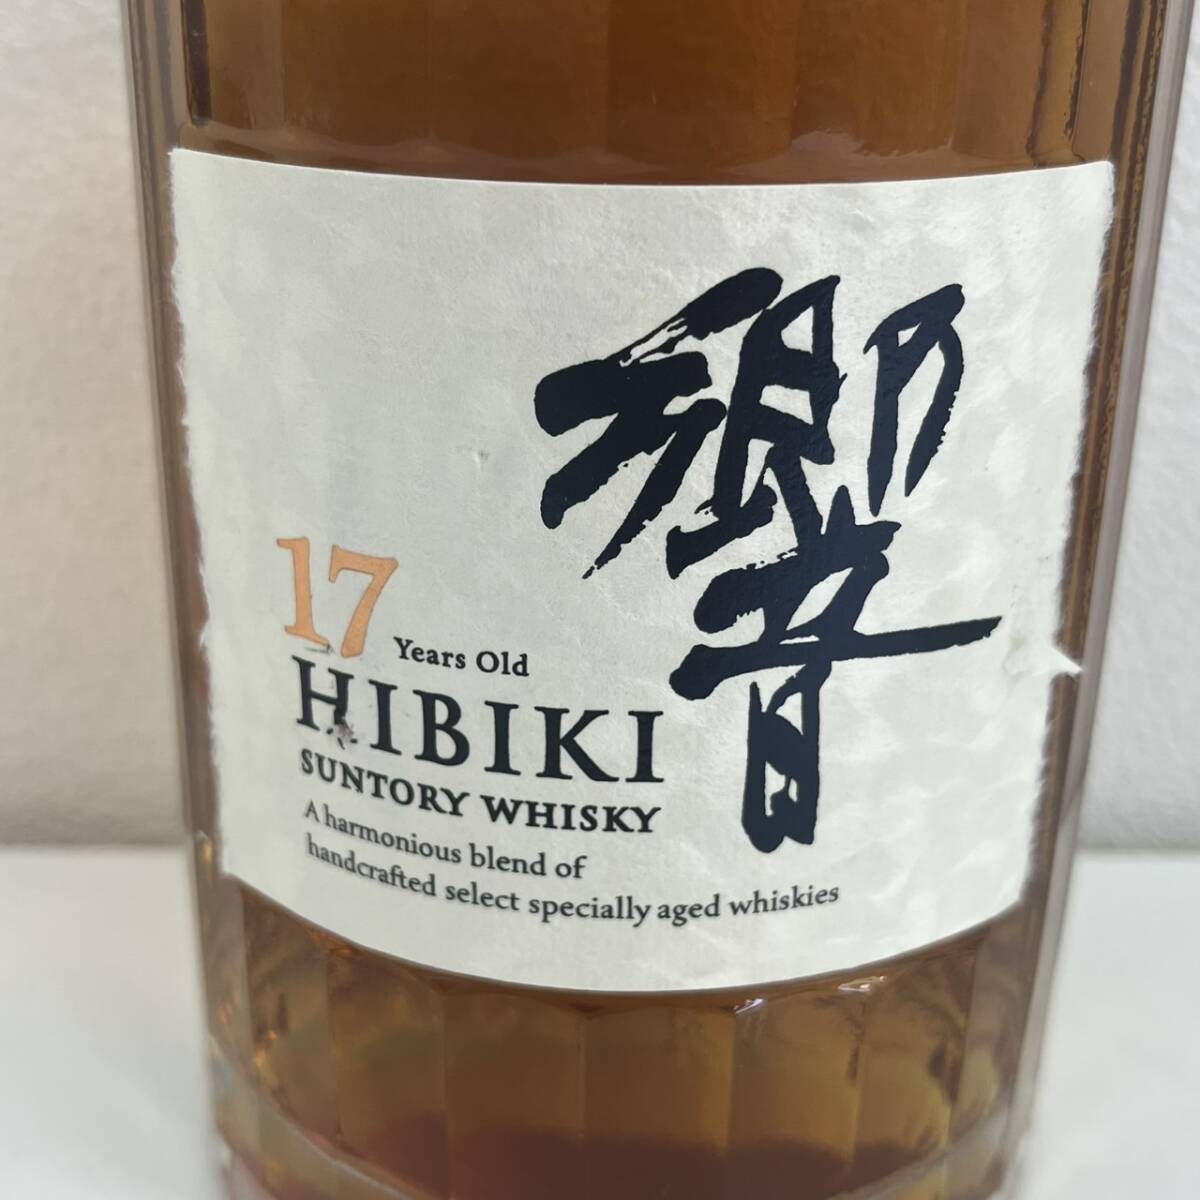 響
17 Years Old
HIBIKI
SUNTORY WHISKY
A harmonious blend of
handcrafted select specially aged whiskies